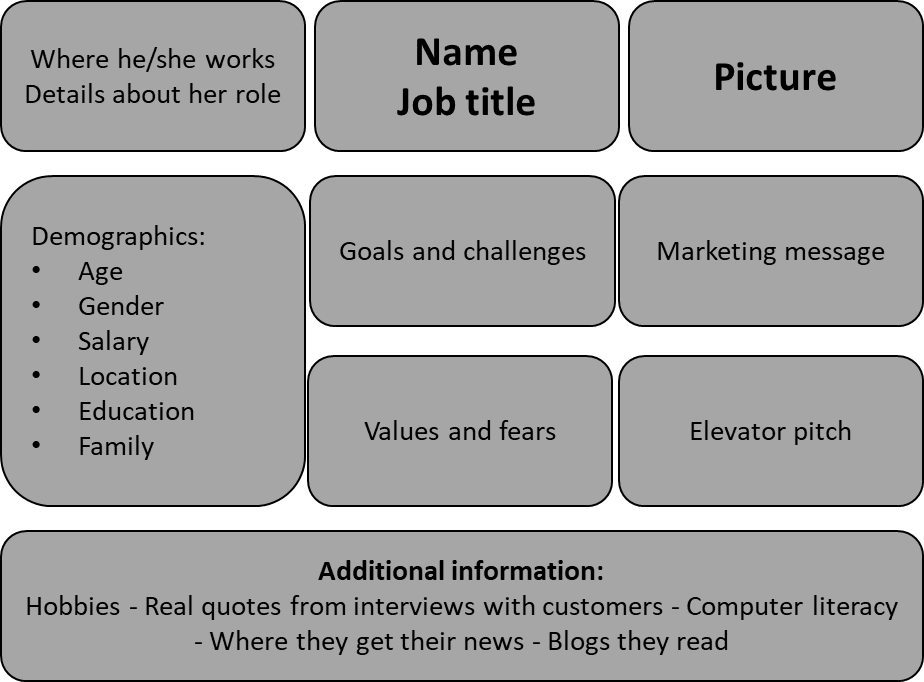 Where he/she works
Details about her role
Name
Job title
Picture
Demographics:
• Age
• Gender
• Salary
• Location
• Education
• Family
Goals and challenges
Marketing message
Values and fears
Elevator pitch
Additional information:
Hobbies - Real quotes from interviews with customers - Computer literacy
- Where they get their news - Blogs they read